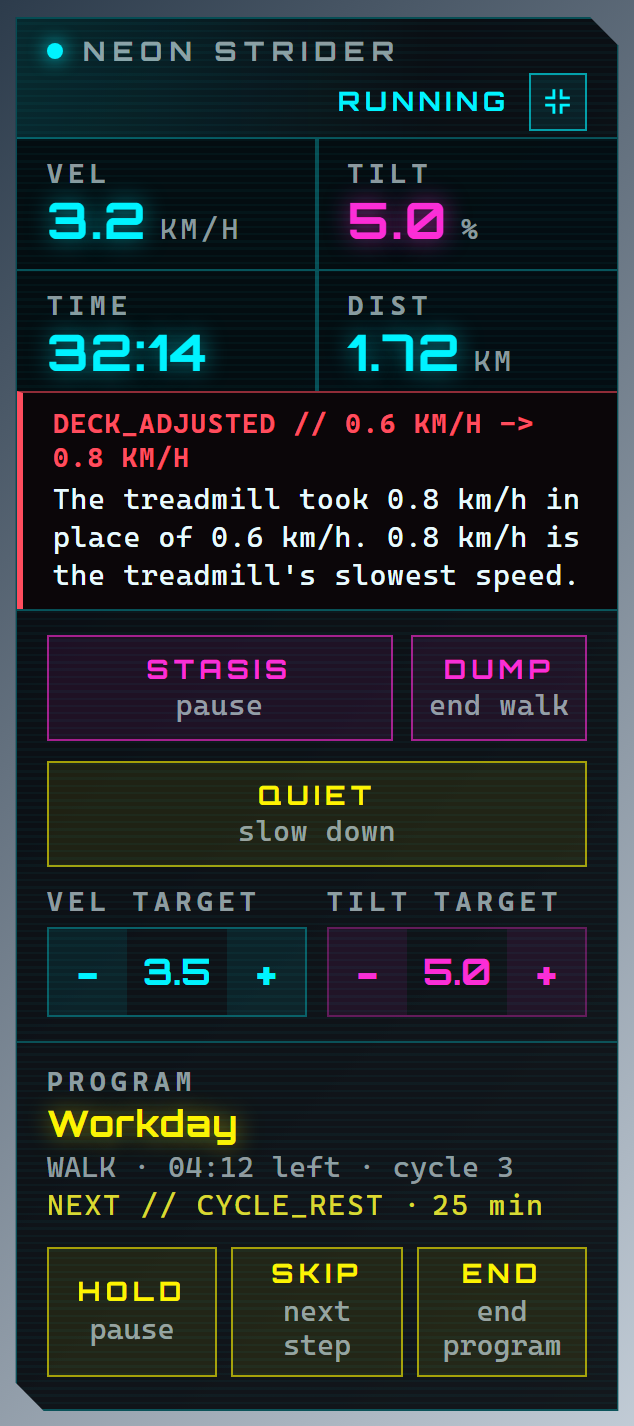 NEON STRIDER
RUNNING
VEL
3.2 KM/H
TILT
5.0 %
TIME
32:14
DIST
1.72 KM
DECK_ADJUSTED // 0.6 KM/H ->
0.8 KM/H
The treadmill took 0.8 km/h in
place of 0.6 km/h. 0.8 km/h is
the treadmill's slowest speed.
STASIS
pause
DUMP
end walk
QUIET
slow down
VEL TARGET
- 3.5 +
TILT TARGET
- 5.0 +
PROGRAM
Workday
WALK · 04:12 left · cycle 3
NEXT // CYCLE_REST · 25 min
HOLD
pause
SKIP
next
step
END
end
program